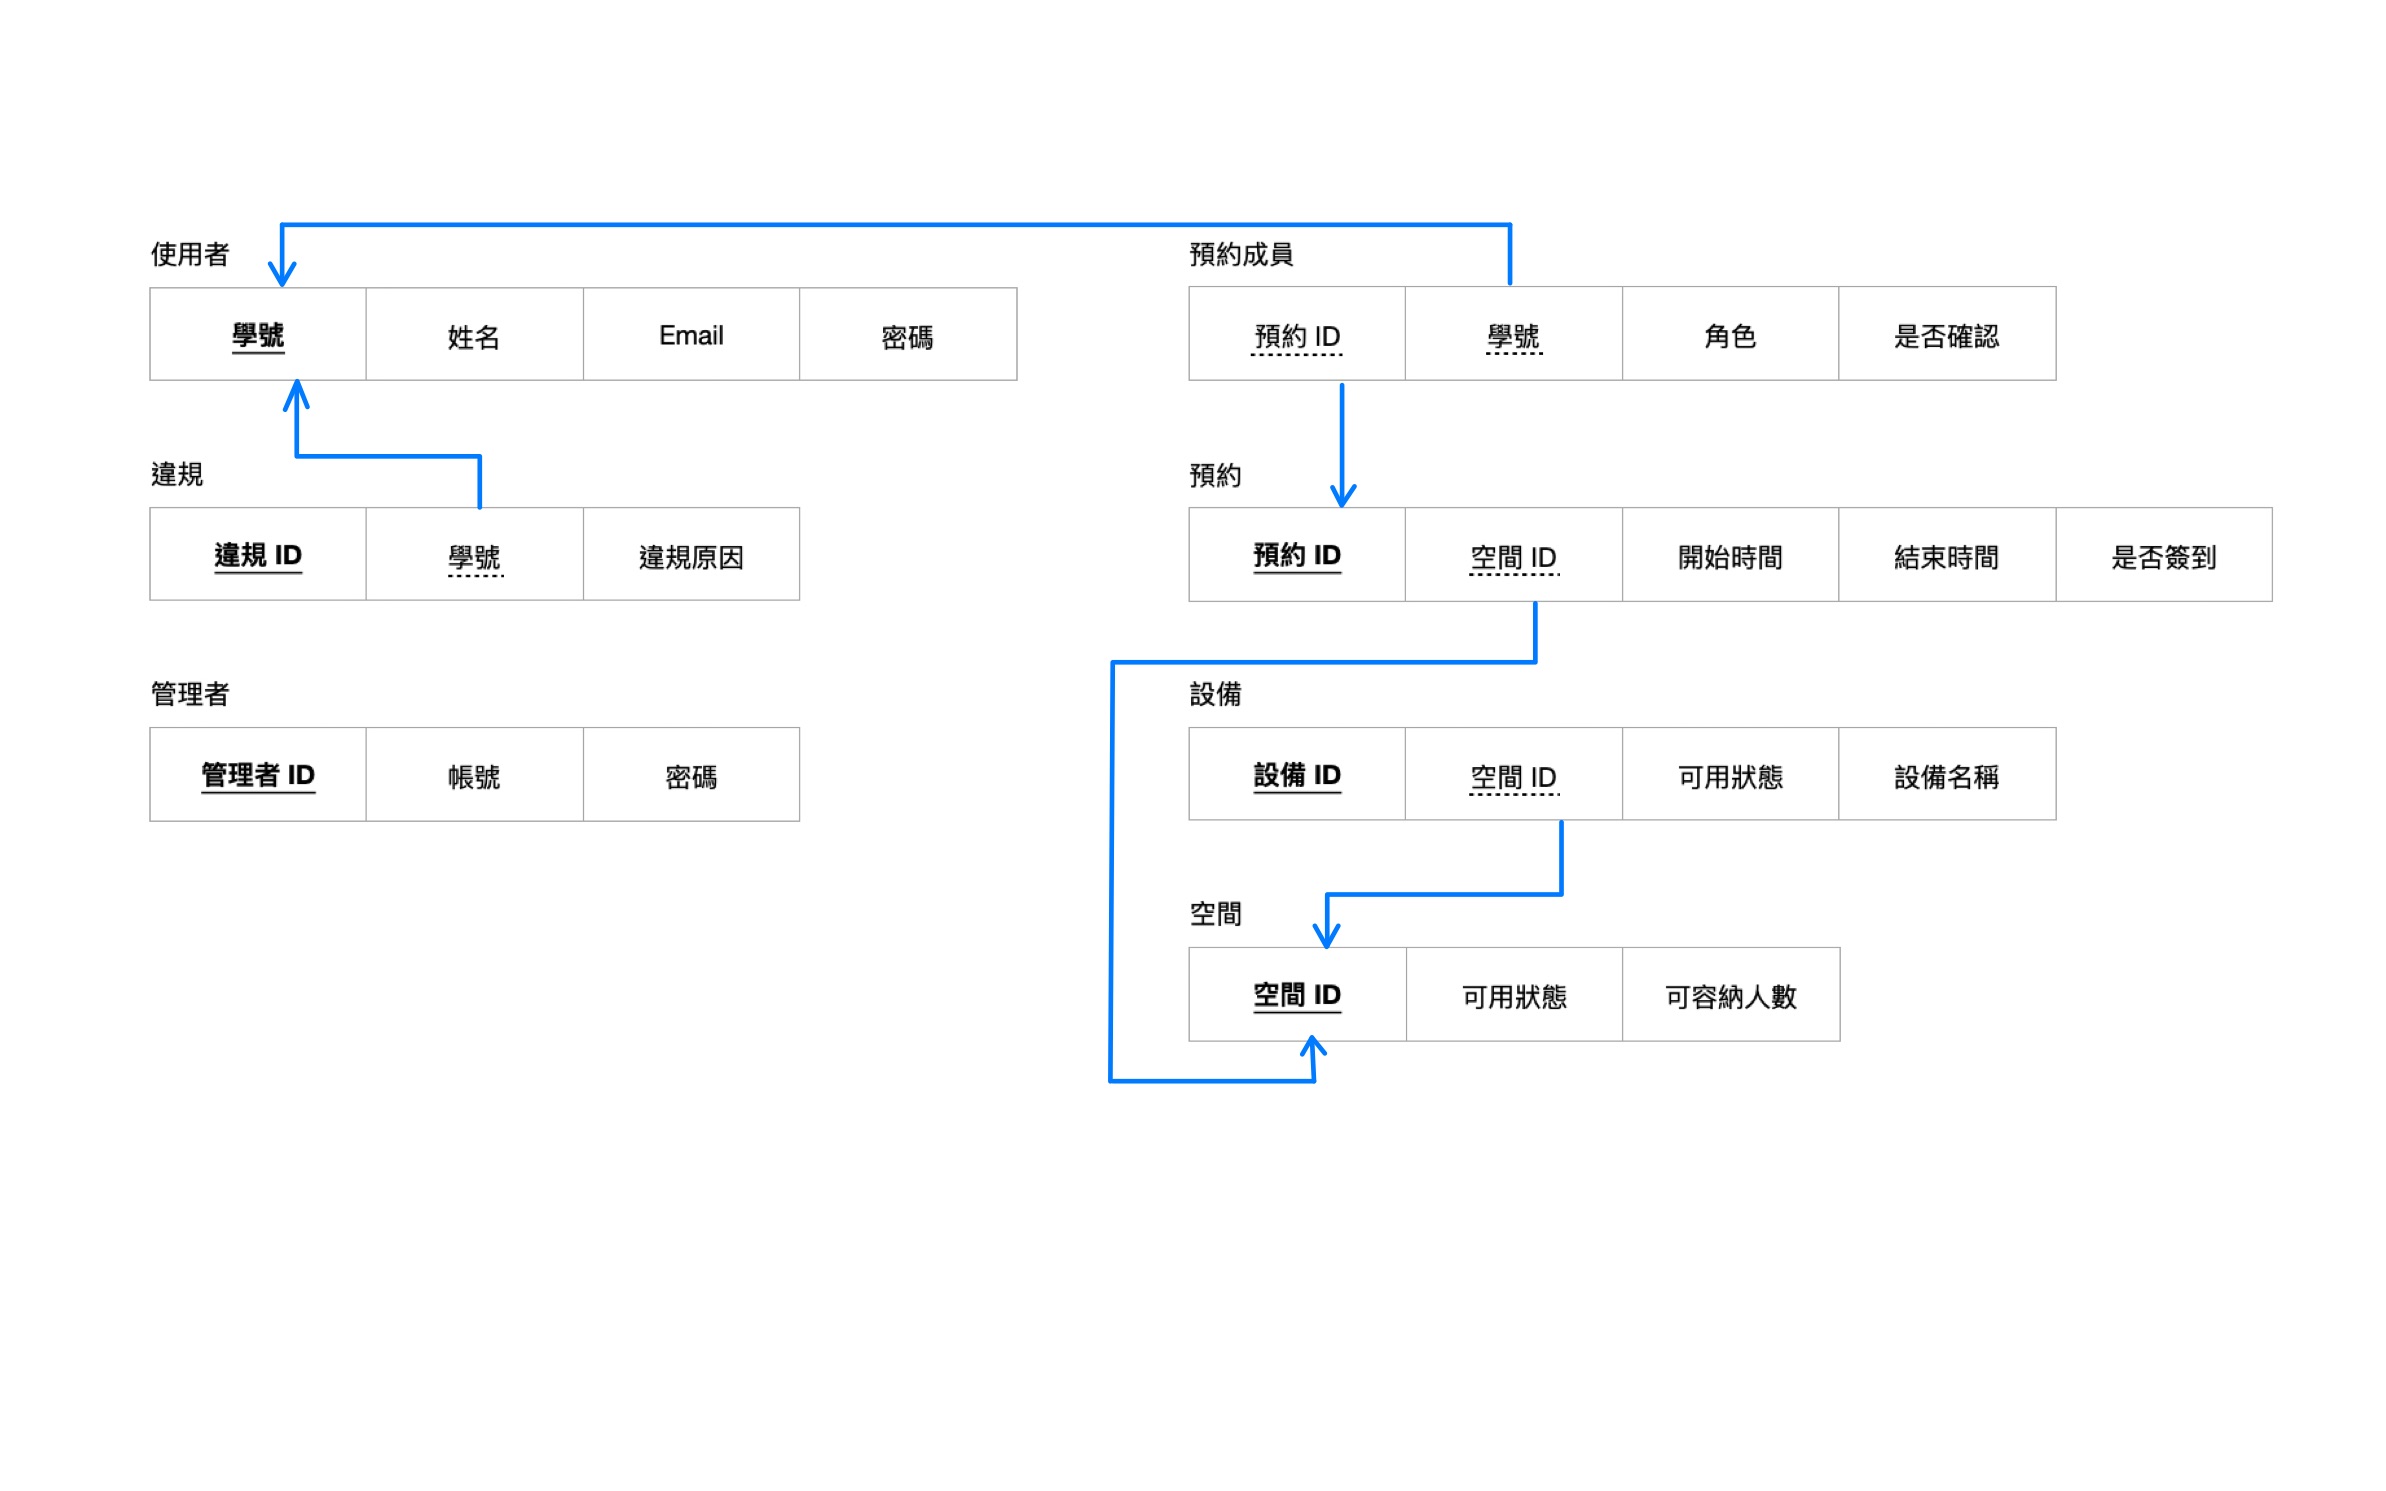 使用者
學號 姓名 Email 密碼
違規
違規 ID 學號 違規原因
管理者
管理者 ID 帳號 密碼
預約成員
預約 ID 學號 角色 是否確認
預約
預約 ID 空間 ID 開始時間 結束時間 是否簽到
設備
設備 ID 空間 ID 可用狀態 設備名稱
空間
空間 ID 可用狀態 可容納人數